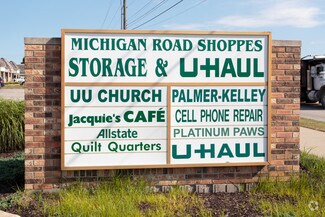 MICHIGAN ROAD SHOPPES
STORAGE & U-HAUL
UU CHURCH
Jacquie's CAFÉ
Allstate
Quilt Quarters
PALMER-KELLEY
CELL PHONE REPAIR
PLATINUM PAWS
U-HAUL